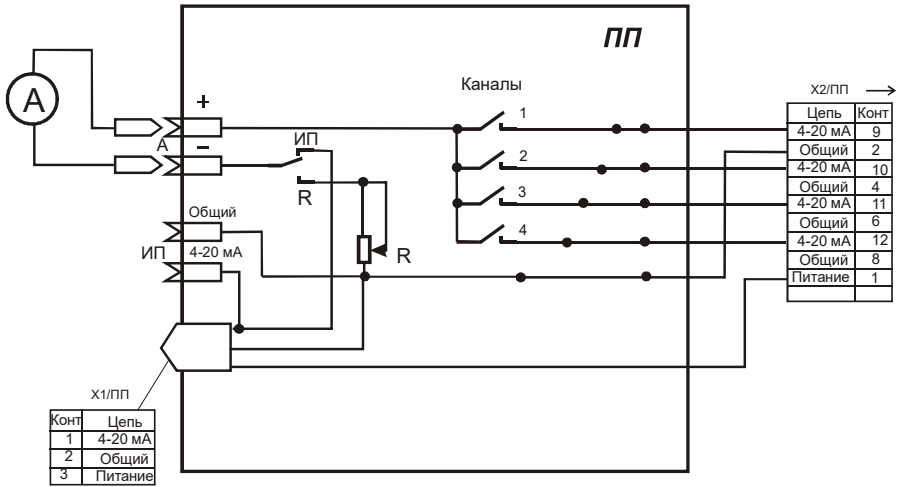 ПП
Каналы
А
+
А
−
ИП
R
1
2
3
4
Общий
ИП
4-20 мА
R
Х2/ПП
Цепь Конт
4-20 мА 9
Общий 2
4-20 мА 10
Общий 4
4-20 мА 11
Общий 6
4-20 мА 12
Общий 8
Питание 1
Х1/ПП
Конт Цепь
1 4-20 мА
2 Общий
3 Питание